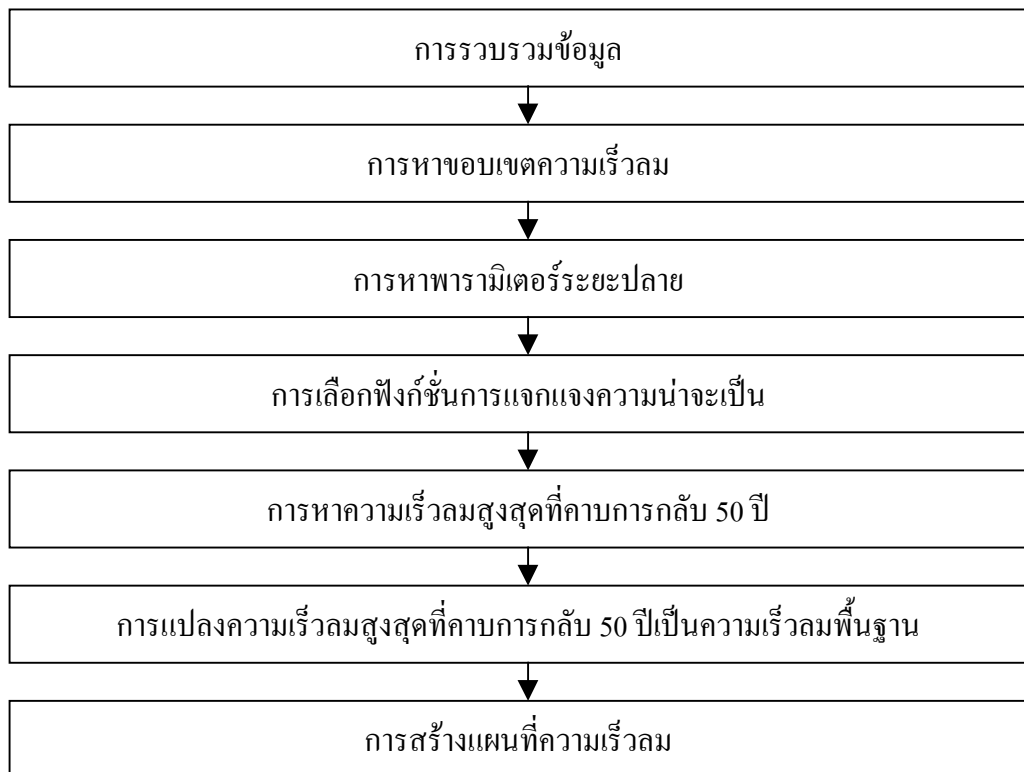 การรวบรวมข้อมูล
การหาขอบเขตความเร็วลม
การหาพารามิเตอร์ระยะปลาย
การเลือกฟังก์ชั่นการแจกแจงความน่าจะเป็น
การหาความเร็วลมสูงสุดที่คาบการกลับ 50 ปี
การแปลงความเร็วลมสูงสุดที่คาบการกลับ 50 ปีเป็นความเร็วลมพื้นฐาน
การสร้างแผนที่ความเร็วลม